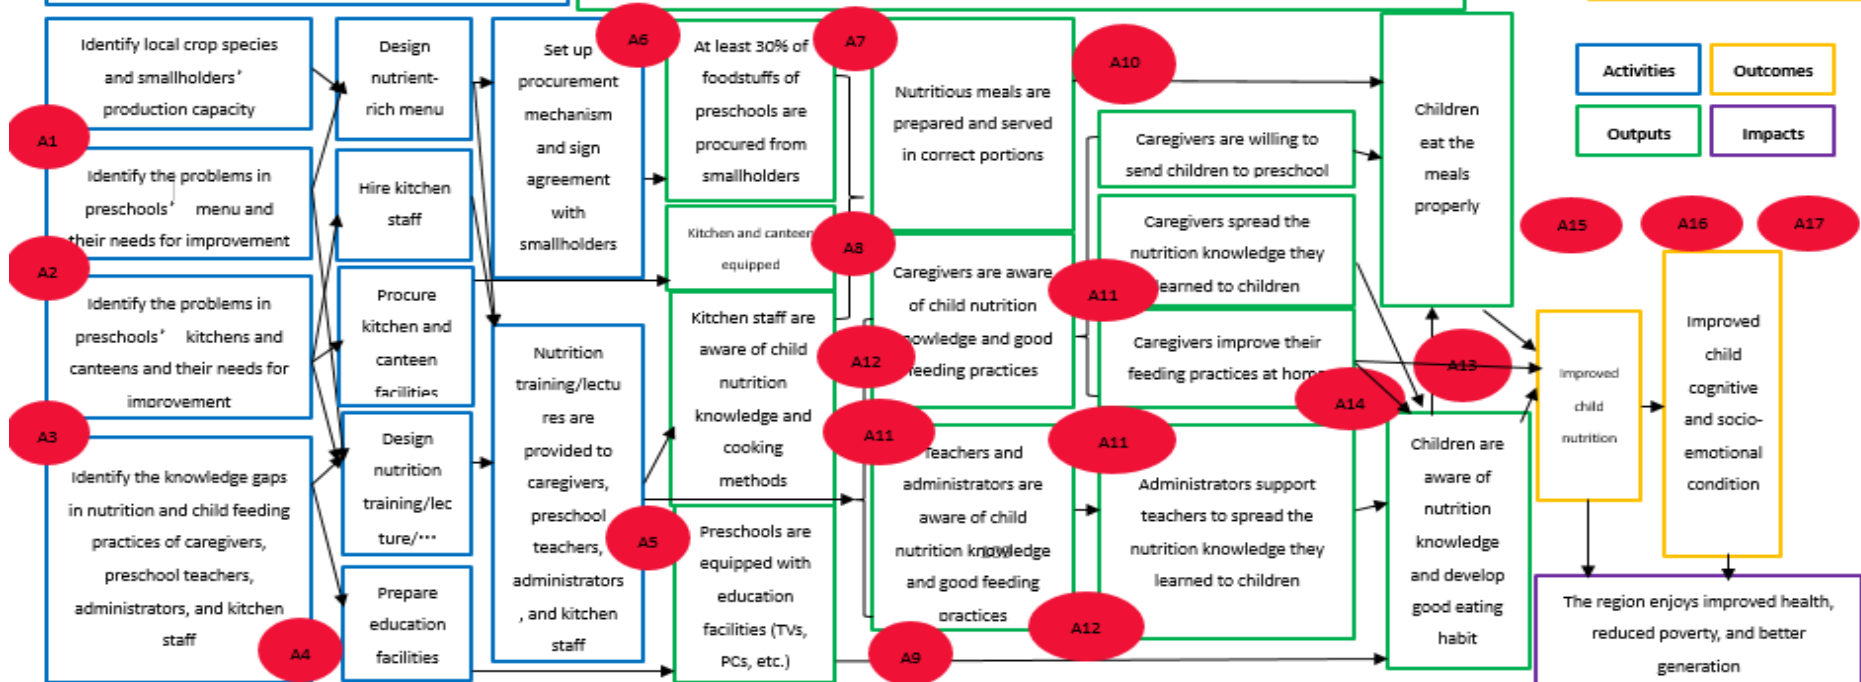 Identify local crop species
and smallholders'
production capacity
A1
Identify the problems in
preschools' menu and
their needs for improvement
A2
Identify the problems in
preschools' kitchens and
canteens and their needs for
improvement
A3
Identify the knowledge gaps
in nutrition and child feeding
practices of caregivers,
preschool teachers,
administrators, and kitchen
staff
A4
Design
nutrient-
rich menu
Hire kitchen
staff
Procure
kitchen and
canteen
facilities
Design
nutrition
training/lec
ture/···
Prepare
education
facilities
Set up
procurement
mechanism
and sign
agreement
with
smallholders
Nutrition
training/lectu
res are
provided to
caregivers,
preschool
teachers,
administrators
, and kitchen
staff
A5
A6
At least 30% of
foodstuffs of
preschools are
procured from
smallholders
Kitchen and canteen
equipped
Kitchen staff are
aware of child
nutrition
knowledge and
cooking
methods
Preschools are
equipped with
education
facilities (TVs,
PCs, etc.)
A7
A8
A12
A11
A9
Nutritious meals are
prepared and served
in correct portions
Caregivers are aware
of child nutrition
knowledge and good
feeding practices
Teachers and
administrators are
aware of child
nutrition knowledge
and good feeding
practices
A10
A11
A11
A12
Caregivers are willing to
send children to preschool
Caregivers spread the
nutrition knowledge they
learned to children
Caregivers improve their
feeding practices at home
Administrators support
teachers to spread the
nutrition knowledge they
learned to children
A14
A13
Children
eat the
meals
properly
Children are
aware of
nutrition
knowledge
and develop
good eating
habit
Activities
Outcomes
Outputs
Impacts
A15
A16
A17
Improved
child
nutrition
Improved
child
cognitive
and socio-
emotional
condition
The region enjoys improved health,
reduced poverty, and better
generation